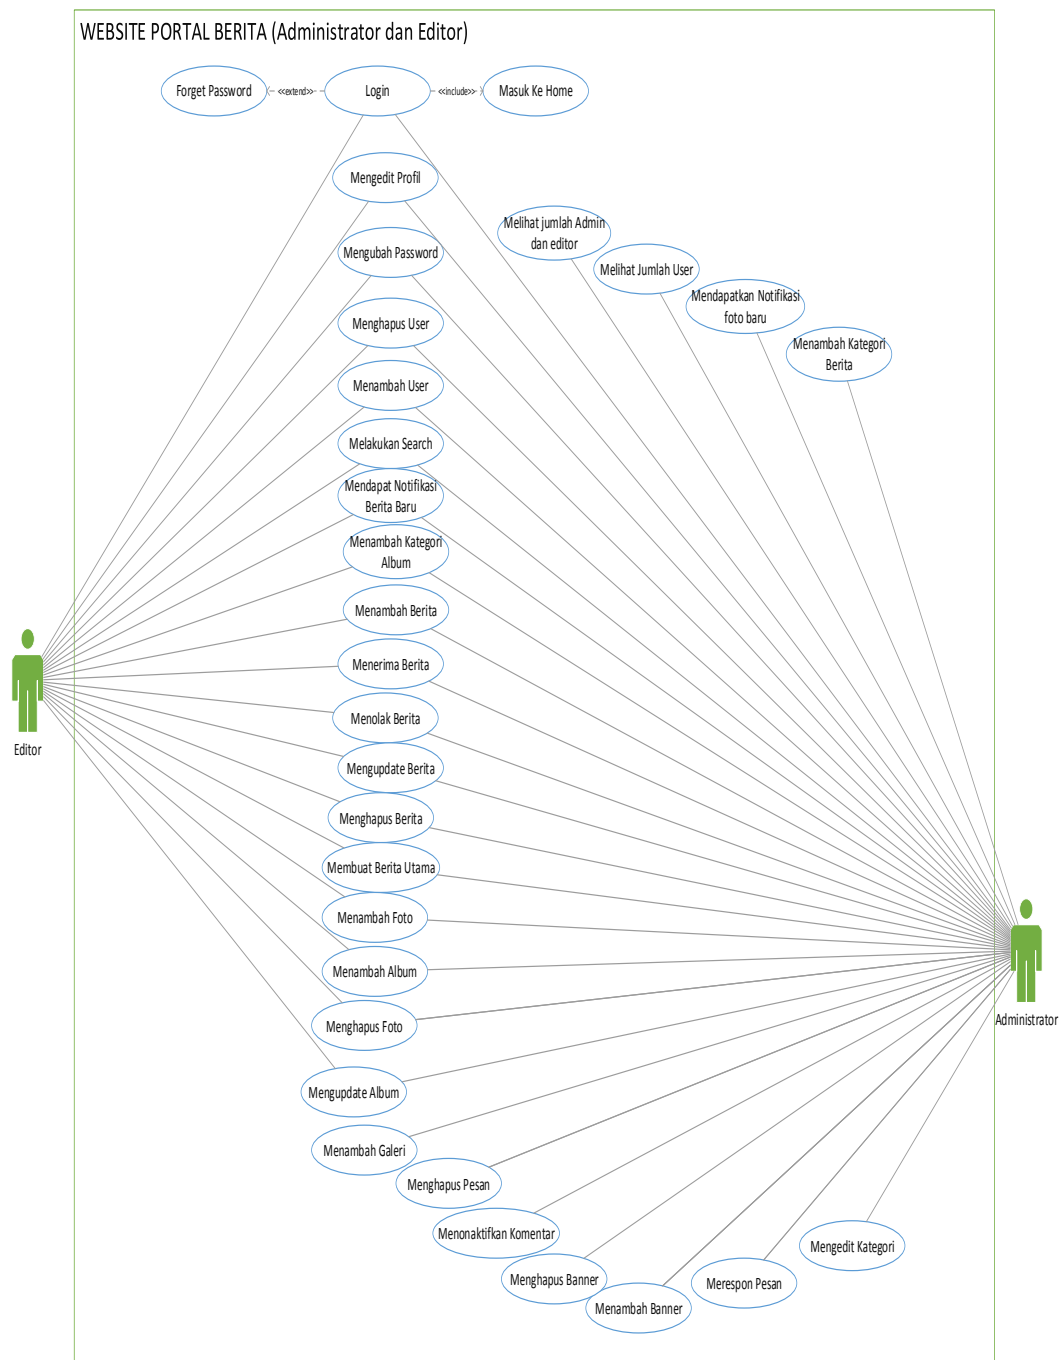 WEBSITE PORTAL BERITA (Administrator dan Editor)
Forget Password
<<extend>>
Login
<<include>>
Masuk Ke Home
Mengedit Profil
Melihat jumlah Admin
dan editor
Mengubah Password
Melihat Jumlah User
Mendapatkan Notifikasi
foto baru
Menghapus User
Menambah Kategori
Berita
Menambah User
Melakukan Search
Mendapat Notifikasi
Berita Baru
Menambah Kategori
Album
Menambah Berita
Menerima Berita
Menolak Berita
Editor
Mengupdate Berita
Menghapus Berita
Membuat Berita Utama
Menambah Foto
Menambah Album
Menghapus Foto
Administrator
Mengupdate Album
Menambah Galeri
Menghapus Pesan
Menonaktifkan Komentar
Mengedit Kategori
Menghapus Banner
Merespon Pesan
Menambah Banner